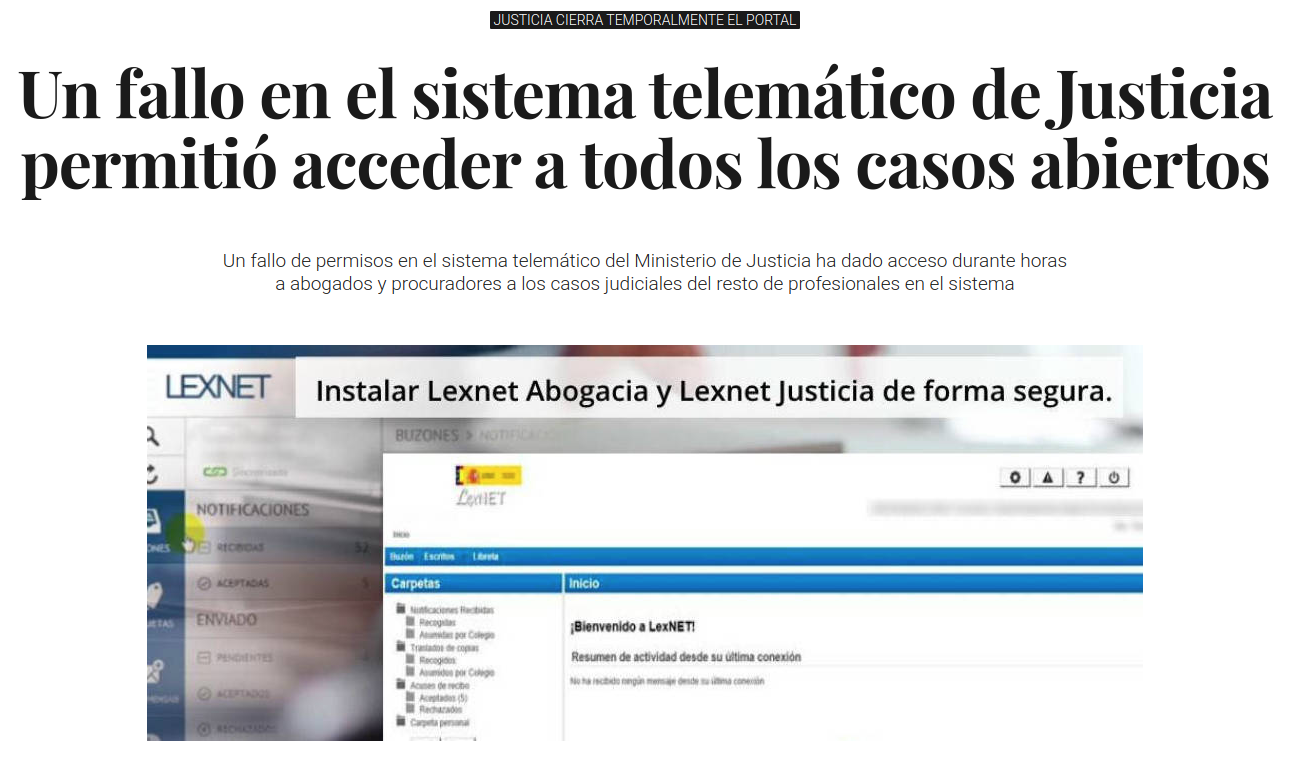 JUSTICIA CIERRA TEMPORALMENTE EL PORTAL
Un fallo en el sistema telemático de Justicia
permitió acceder a todos los casos abiertos
Un fallo de permisos en el sistema telemático del Ministerio de Justicia ha dado acceso durante horas
a abogados y procuradores a los casos judiciales del resto de profesionales en el sistema
LEXNET
Instalar Lexnet Abogacia y Lexnet Justicia de forma segura.
BUZONES > NOTIFICACIO
Sincronizado
NOTIFICACIONES
RECIBIDAS 52
ACEPTADAS 5
ENVIADO
PENDIENTES
ACEPTADOS
RECHAZADOS
LexNET
Inicio
Buzón Escritos Libreta
Carpetas
Notificaciones Recibidas
Recogidas
Asumidas por Colegio
Traslados de copias
Recogidos
Asumidos por Colegio
Acuses de recibo
Aceptados (5)
Rechazados
Carpeta personal
Inicio
¡Bienvenido a LexNET!
Resumen de actividad desde su última conexión
No ha recibido ningún mensaje desde su última conexión